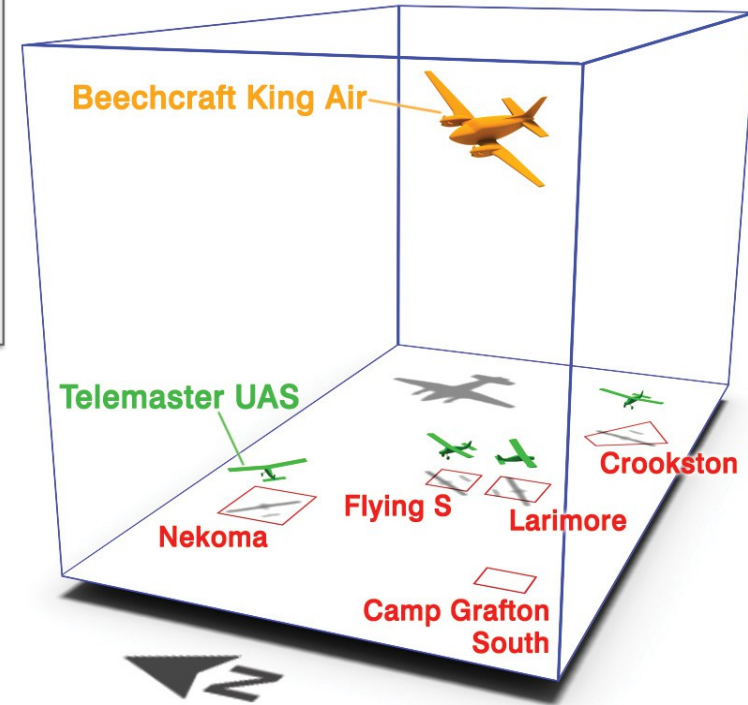 Beechcraft King Air
Telemaster UAS
Crookston
Flying S
Larimore
Nekoma
Camp Grafton
South
N